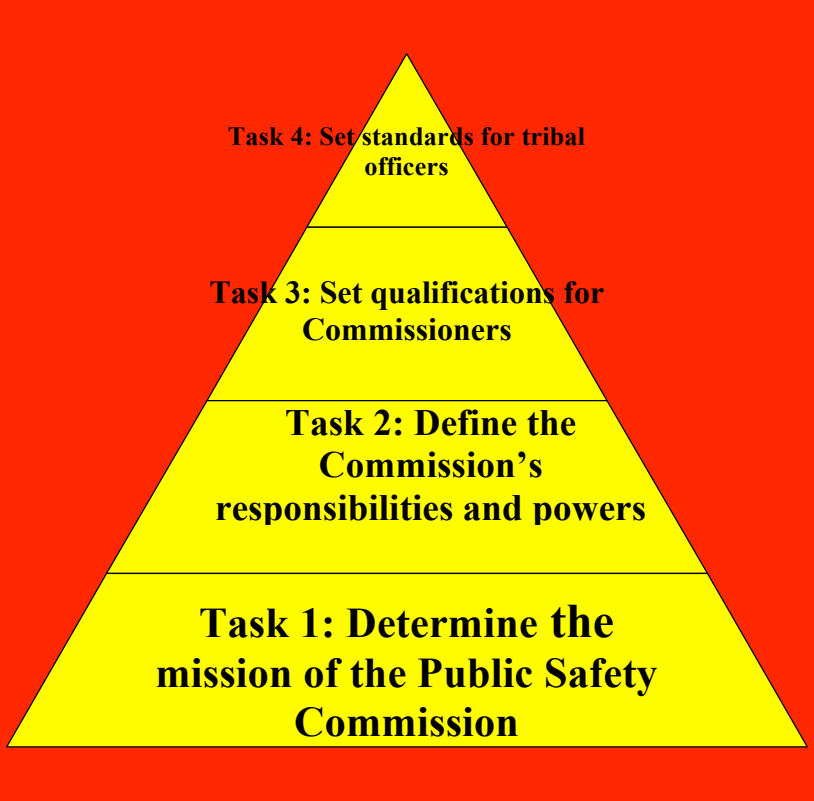 Task 4: Set standards for tribal
officers
Task 3: Set qualifications for
Commissioners
Task 2: Define the
Commission’s
responsibilities and powers
Task 1: Determine the
mission of the Public Safety
Commission